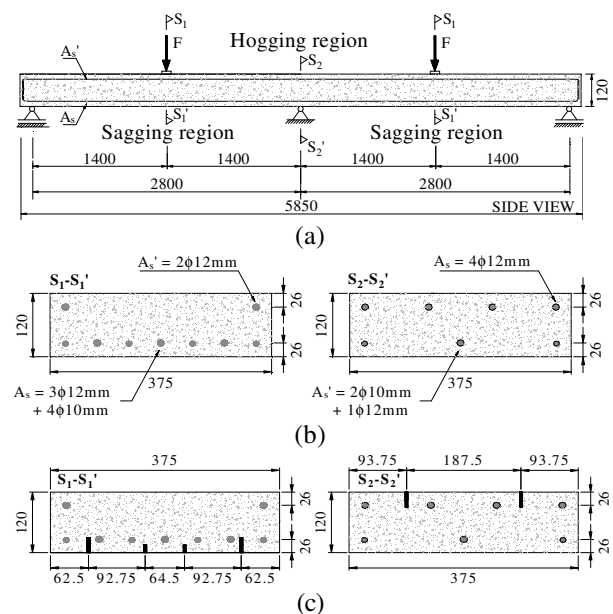 S₁ S₁
F Hogging region F
S₂
Aₛ'
Aₛ
120
S₁' S₁'
Sagging region Sagging region
S₂'
1400 1400 1400 1400
2800 2800
5850 SIDE VIEW
(a)
S₁-S₁' Aₛ' = 2ϕ12mm
S₂-S₂' Aₛ = 4ϕ12mm
120 26 26
120 26 26
375 375
Aₛ = 3ϕ12mm
+ 4ϕ10mm
Aₛ' = 2ϕ10mm
+ 1ϕ12mm
(b)
375 93.75 187.5 93.75
S₁-S₁' S₂-S₂'
120 26 26
120 26 26
62.5 92.75 64.5 92.75 62.5
375
(c)